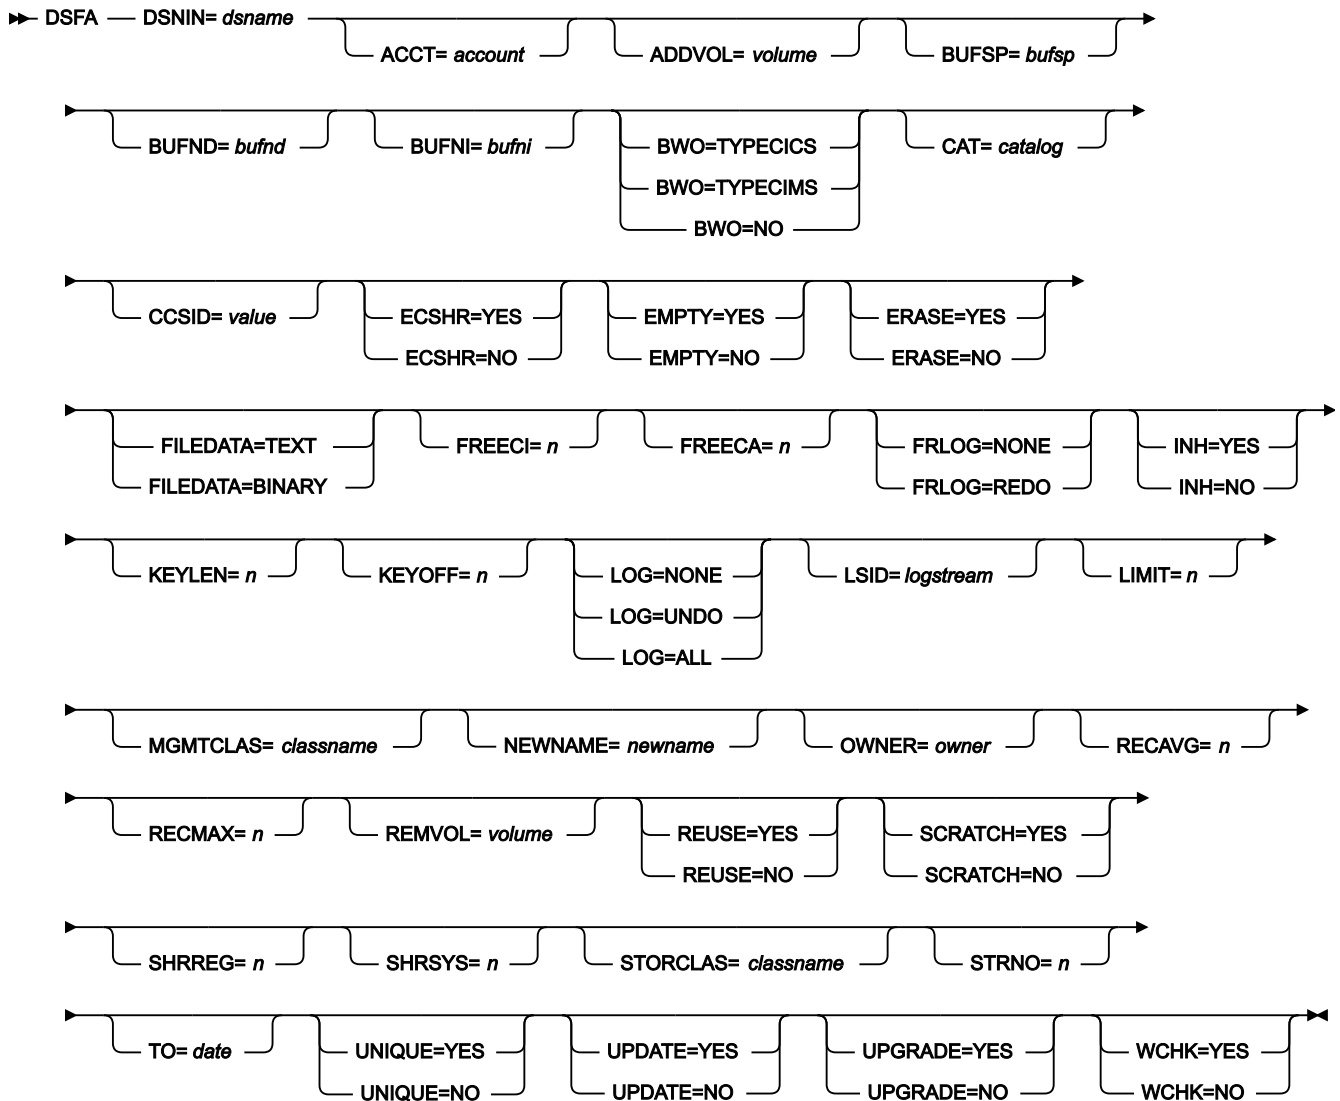 DSFA DSNIN= dsname
ACCT= account ADDVOL= volume BUFSP= bufsp
BUFND= bufnd BUFNI= bufni BWO=TYPECICS CAT= catalog
BWO=TYPECIMS
BWO=NO
CCSID= value ECSHR=YES EMPTY=YES ERASE=YES
ECSHR=NO EMPTY=NO ERASE=NO
FILEDATA=TEXT FREECI= n FREECA= n FRLOG=NONE INH=YES
FILEDATA=BINARY FRLOG=REDO INH=NO
KEYLEN= n KEYOFF= n LOG=NONE LSID= logstream LIMIT= n
LOG=UNDO
LOG=ALL
MGMTCLAS= classname NEWNAME= newname OWNER= owner RECAVG= n
RECMAX= n REMVOL= volume REUSE=YES SCRATCH=YES
REUSE=NO SCRATCH=NO
SHRREG= n SHRSYS= n STORCLAS= classname STRNO= n
TO= date UNIQUE=YES UPDATE=YES UPGRADE=YES WCHK=YES
UNIQUE=NO UPDATE=NO UPGRADE=NO WCHK=NO